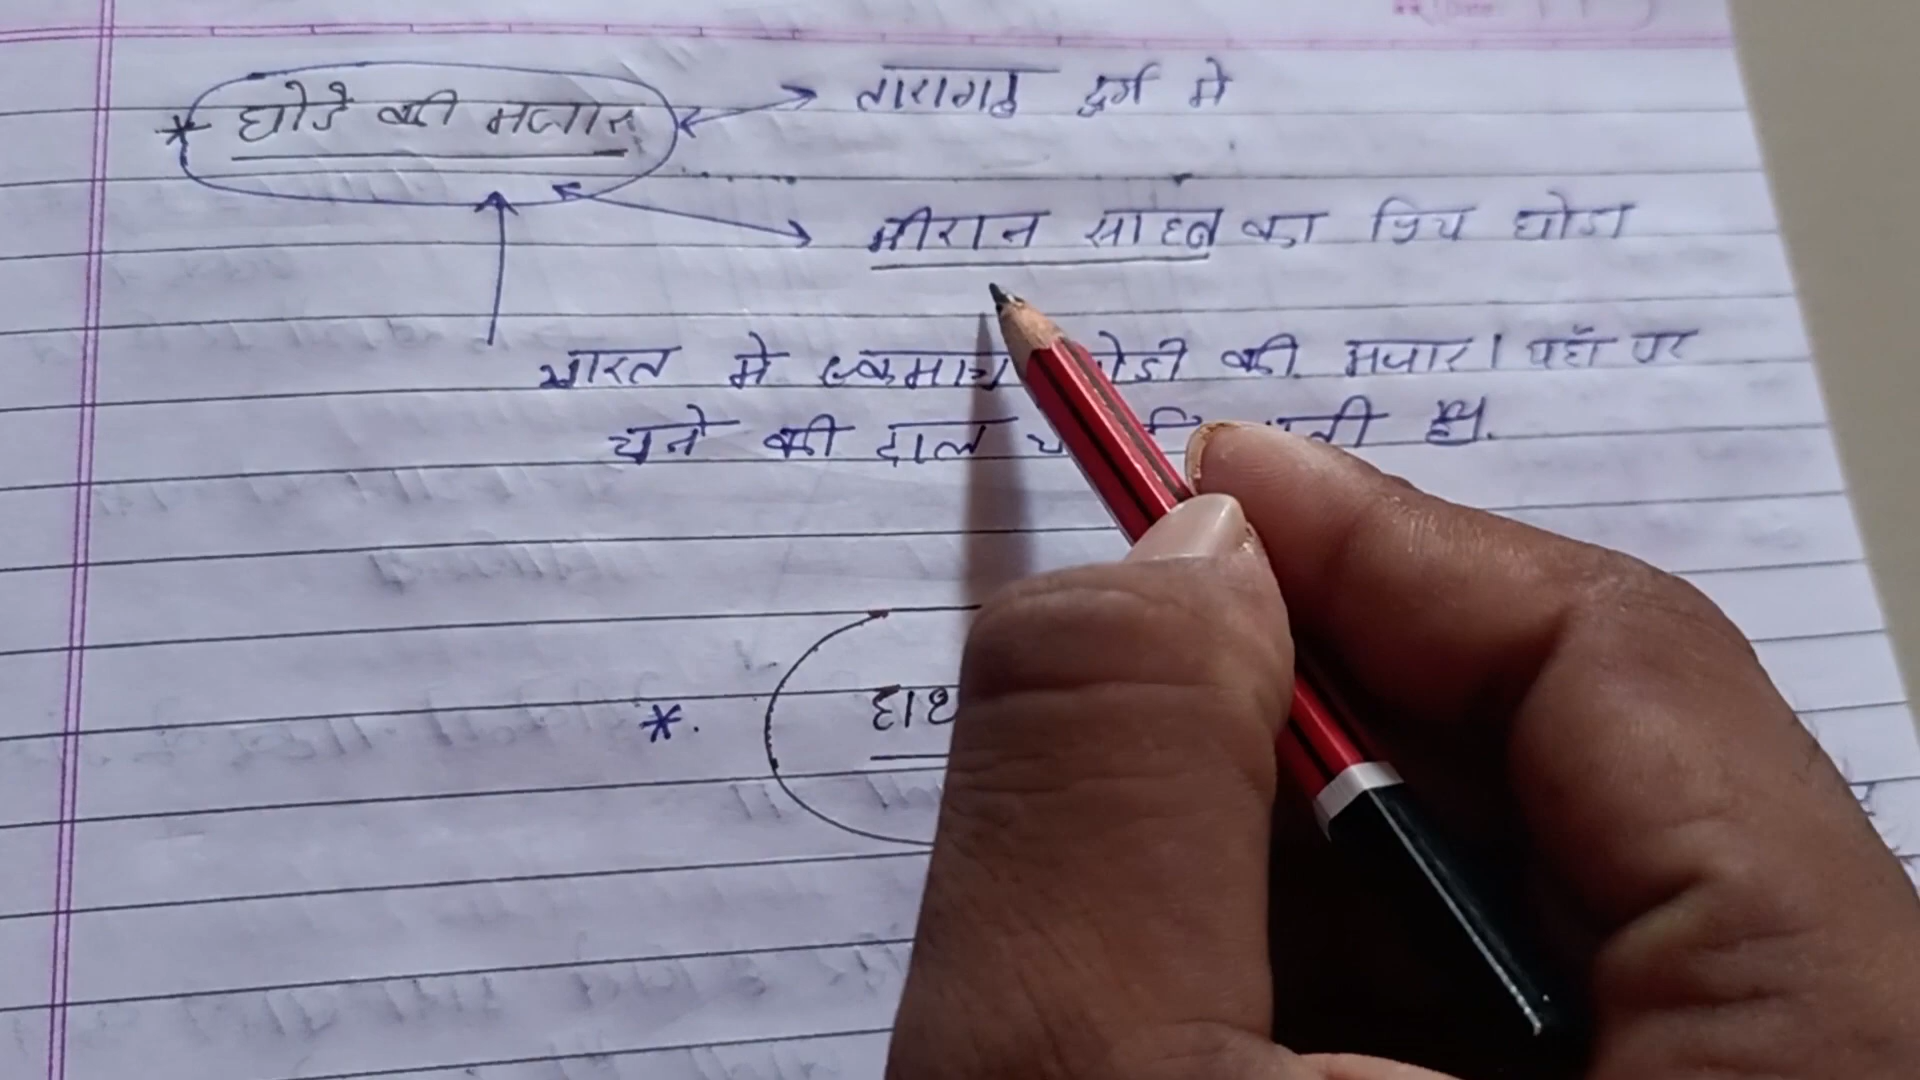 * घोडे की मजार
तारागढ दुर्ग मे
मीरान साहब का प्रिय घोडा
भारत मे एकमात्र घोडे की मजार। यहाँ पर
चने की दाल है.
*.